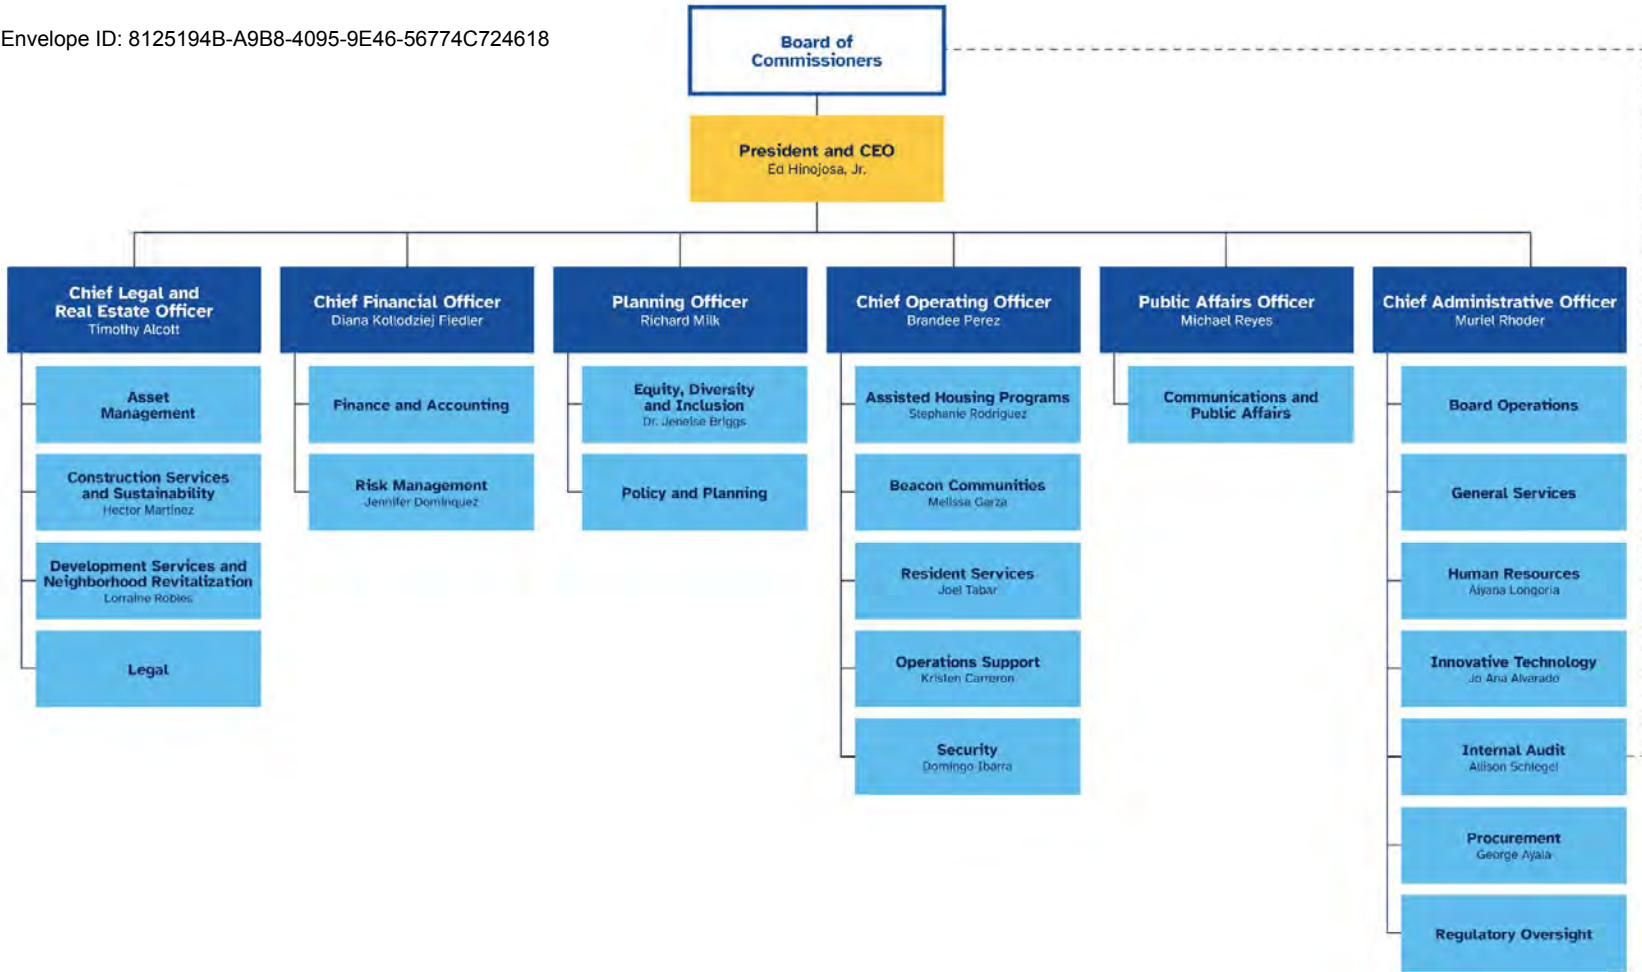 Envelope ID: 8125194B-A9B8-4095-9E46-56774C724618
Board of
Commissioners
President and CEO
Ed Hinojosa, Jr.
Chief Legal and
Real Estate Officer
Timothy Alcott
Asset
Management
Construction Services
and Sustainability
Hector Martinez
Development Services and
Neighborhood Revitalization
Lorraine Robles
Legal
Chief Financial Officer
Diana Kollodziej Fiedler
Finance and Accounting
Risk Management
Jennifer Dominquez
Planning Officer
Richard Milk
Equity, Diversity
and Inclusion
Dr. Jeneise Briggs
Policy and Planning
Chief Operating Officer
Brandee Perez
Assisted Housing Programs
Stephanie Rodriguez
Beacon Communities
Melissa Garza
Resident Services
Joel Tabar
Operations Support
Kristen Carreron
Security
Domingo Ibarra
Public Affairs Officer
Michael Reyes
Communications and
Public Affairs
Chief Administrative Officer
Muriel Rhoder
Board Operations
General Services
Human Resources
Aiyana Longoria
Innovative Technology
Jo Ana Alvarado
Internal Audit
Allison Schlegel
Procurement
George Ayala
Regulatory Oversight